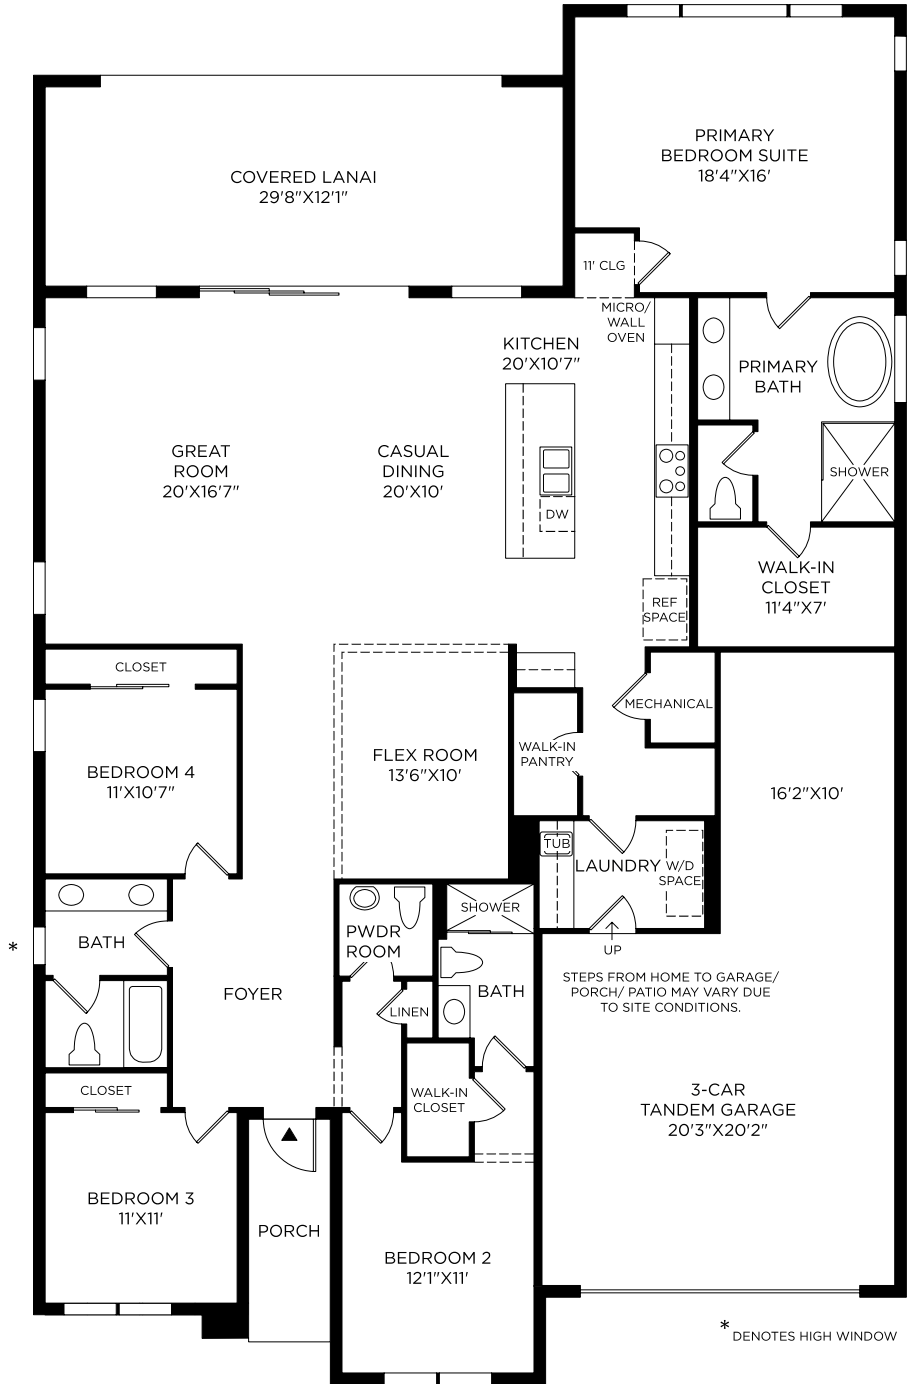 PRIMARY
BEDROOM SUITE
18'4"X16'
COVERED LANAI
29'8"X12'1"
11' CLG
MICRO/
WALL
OVEN
KITCHEN
20'X10'7"
PRIMARY
BATH
GREAT
ROOM
20'X16'7"
CASUAL
DINING
20'X10'
SHOWER
DW
WALK-IN
CLOSET
11'4"X7'
REF
SPACE
CLOSET
MECHANICAL
BEDROOM 4
11'X10'7"
FLEX ROOM
13'6"X10'
WALK-IN
PANTRY
16'2"X10'
TUB
LAUNDRY
W/D
SPACE
SHOWER
*
BATH
PWDR
ROOM
UP
STEPS FROM HOME TO GARAGE/
PORCH/ PATIO MAY VARY DUE
TO SITE CONDITIONS.
FOYER
BATH
LINEN
CLOSET
WALK-IN
CLOSET
3-CAR
TANDEM GARAGE
20'3"X20'2"
BEDROOM 3
11'X11'
PORCH
BEDROOM 2
12'1"X11'
* DENOTES HIGH WINDOW